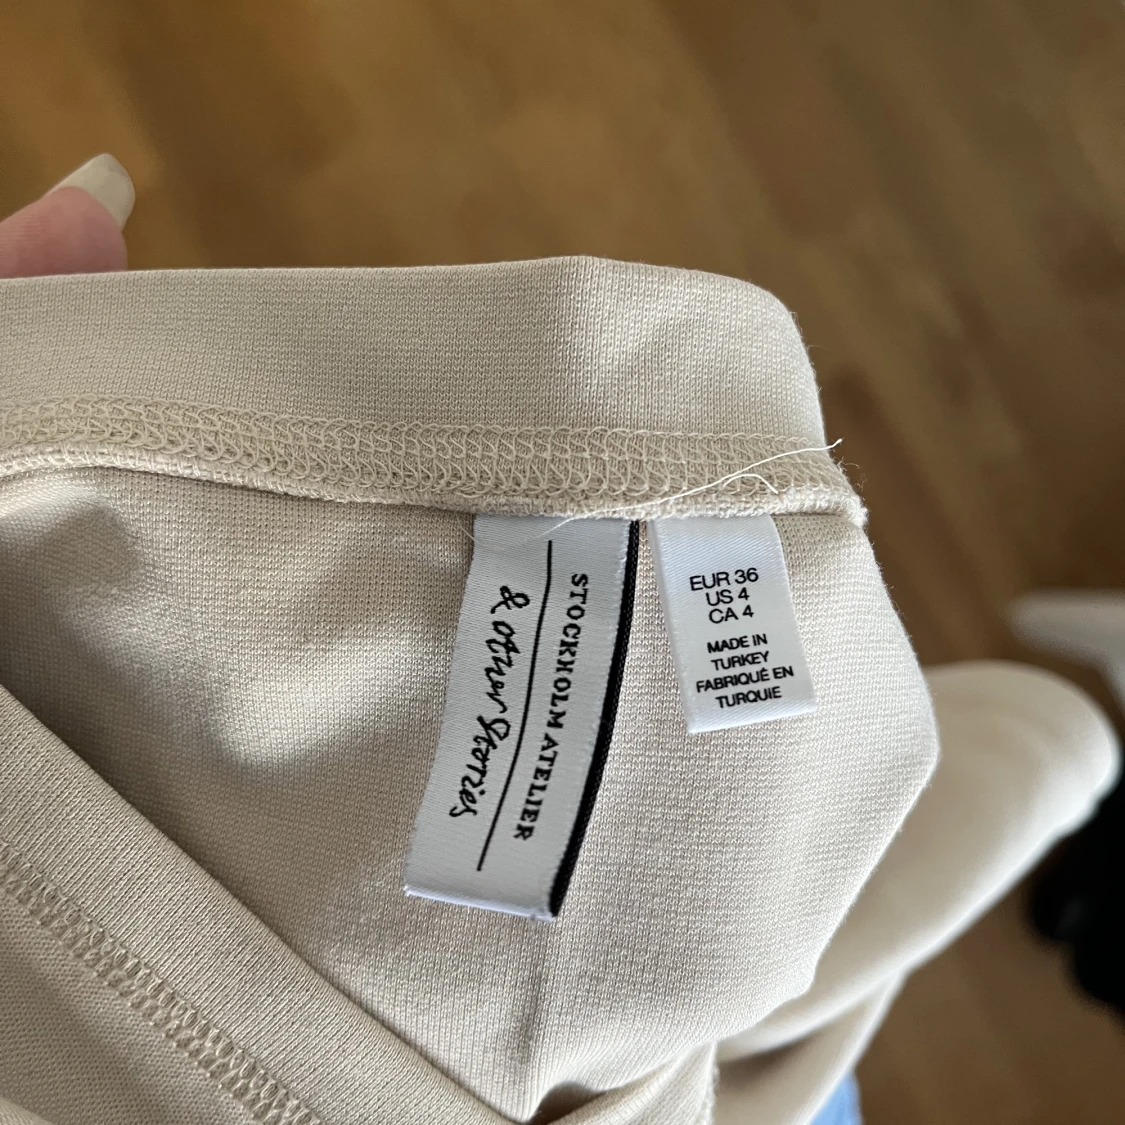 & other Stories
STOCKHOLM ATELIER
EUR 36
US 4
CA 4
MADE IN
TURKEY
FABRIQUÉ EN
TURQUIE